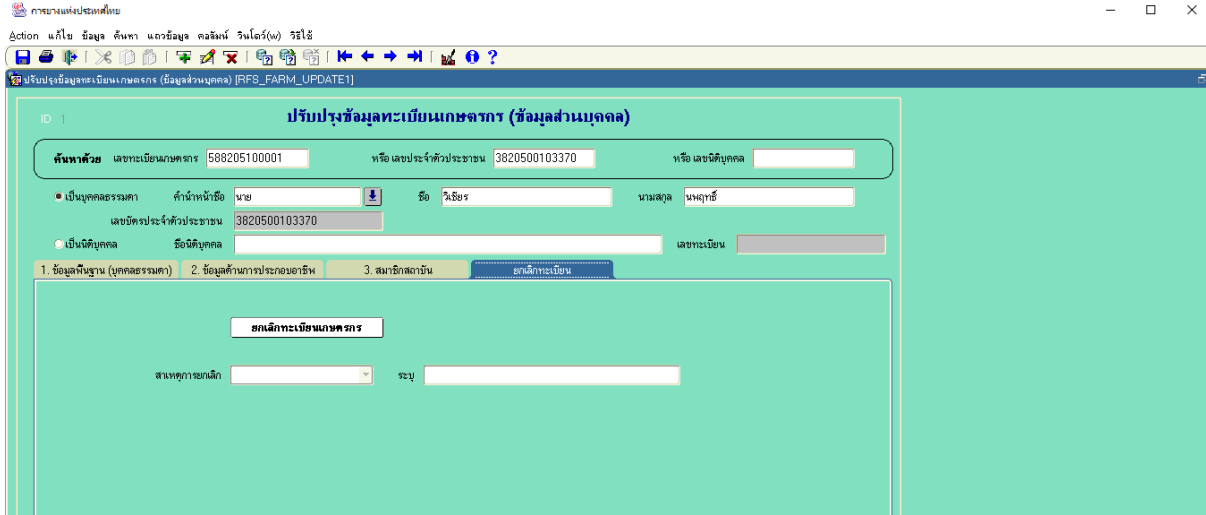 การยางแห่งประเทศไทย
Action แก้ไข ข้อมูล ค้นหา แถวข้อมูล คอลัมน์ วินโดว์(w) วิธีใช้
ปรับปรุงข้อมูลทะเบียนเกษตรกร (ข้อมูลส่วนบุคคล) [RFS_FARM_UPDATE1]
ID 1 ปรับปรุงข้อมูลทะเบียนเกษตรกร (ข้อมูลส่วนบุคคล)
ค้นหาด้วย เลขทะเบียนเกษตรกร 588205100001 หรือ เลขประจำตัวประชาชน 3820500103370 หรือ เลขนิติบุคคล
เป็นบุคคลธรรมดา คำนำหน้าชื่อ นาย ชื่อ วิเชียร นามสกุล นพฤทธิ์
เลขบัตรประจำตัวประชาชน 3820500103370
เป็นนิติบุคคล ชื่อนิติบุคคล เลขทะเบียน
1. ข้อมูลพื้นฐาน (บุคคลธรรมดา) 2. ข้อมูลด้านการประกอบอาชีพ 3. สมาชิกสถาบัน ยกเลิกทะเบียน
ยกเลิกทะเบียนเกษตรกร
สาเหตุการยกเลิก ระบุ